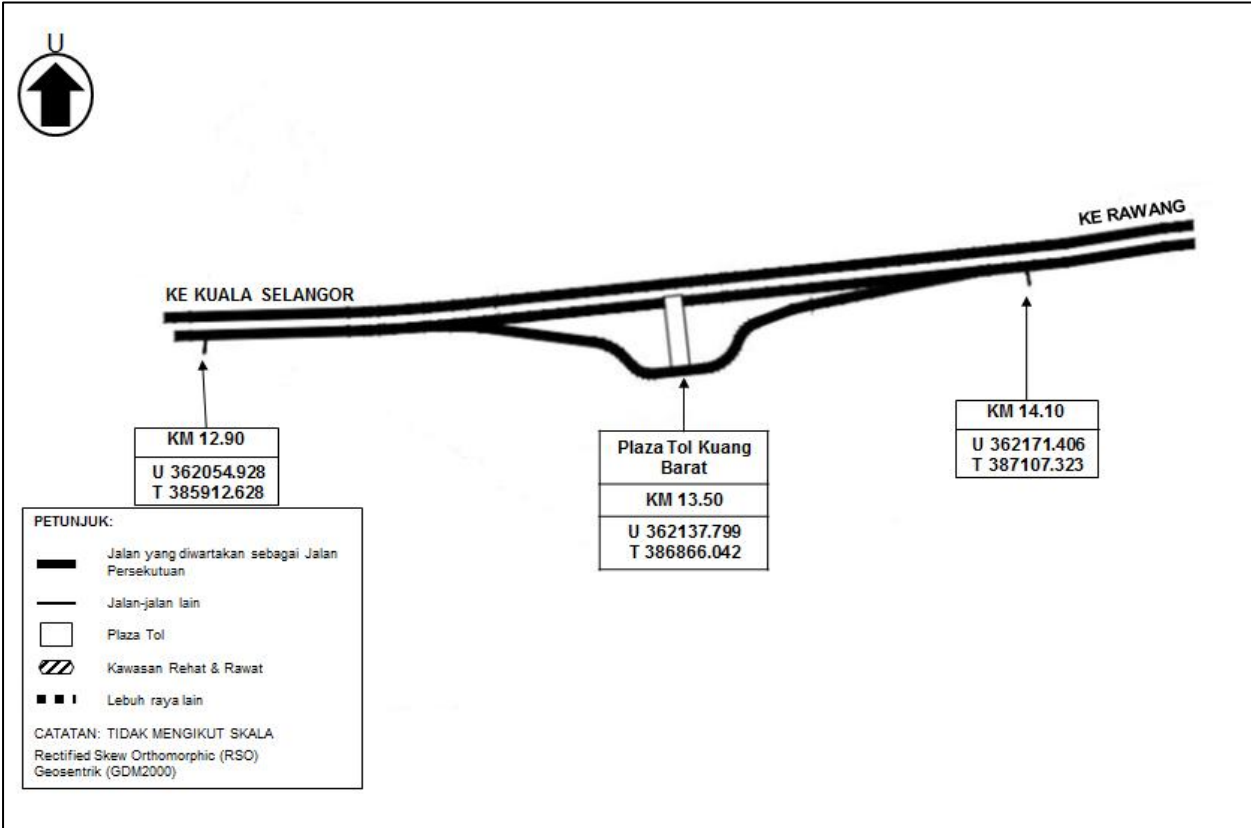 U
KE RAWANG
KE KUALA SELANGOR
KM 12.90
U 362054.928
T 385912.628
Plaza Tol Kuang
Barat
KM 13.50
U 362137.799
T 386866.042
KM 14.10
U 362171.406
T 387107.323
PETUNJUK:
Jalan yang diwartakan sebagai Jalan
Persekutuan
Jalan-jalan lain
Plaza Tol
Kawasan Rehat & Rawat
Lebuh raya lain
CATATAN: TIDAK MENGIKUT SKALA
Rectified Skew Orthomorphic (RSO)
Geosentrik (GDM2000)